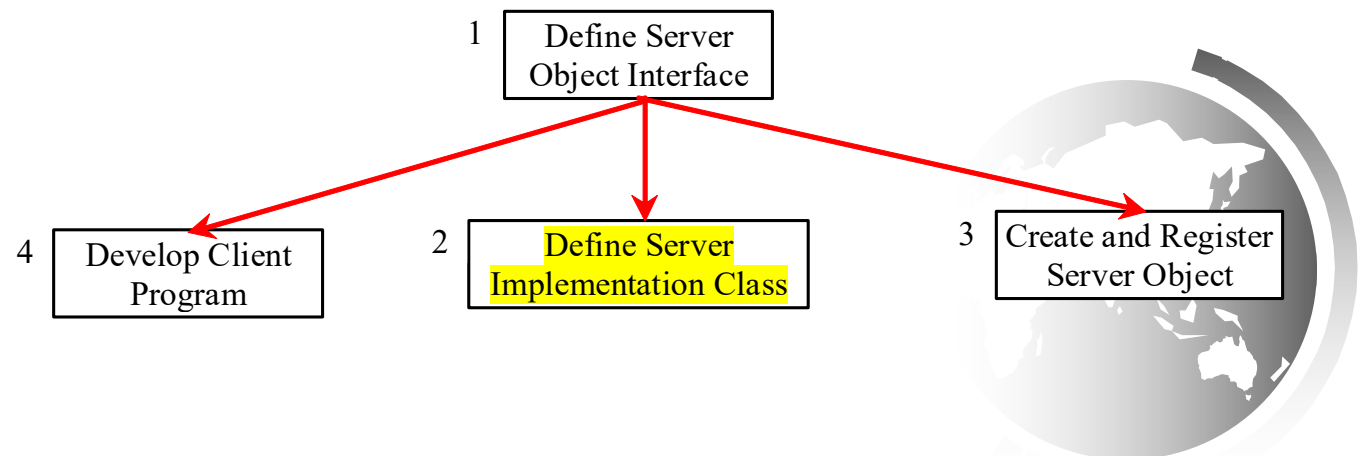 1
Define Server
Object Interface
4
Develop Client
Program
2
Define Server
Implementation Class
3
Create and Register
Server Object